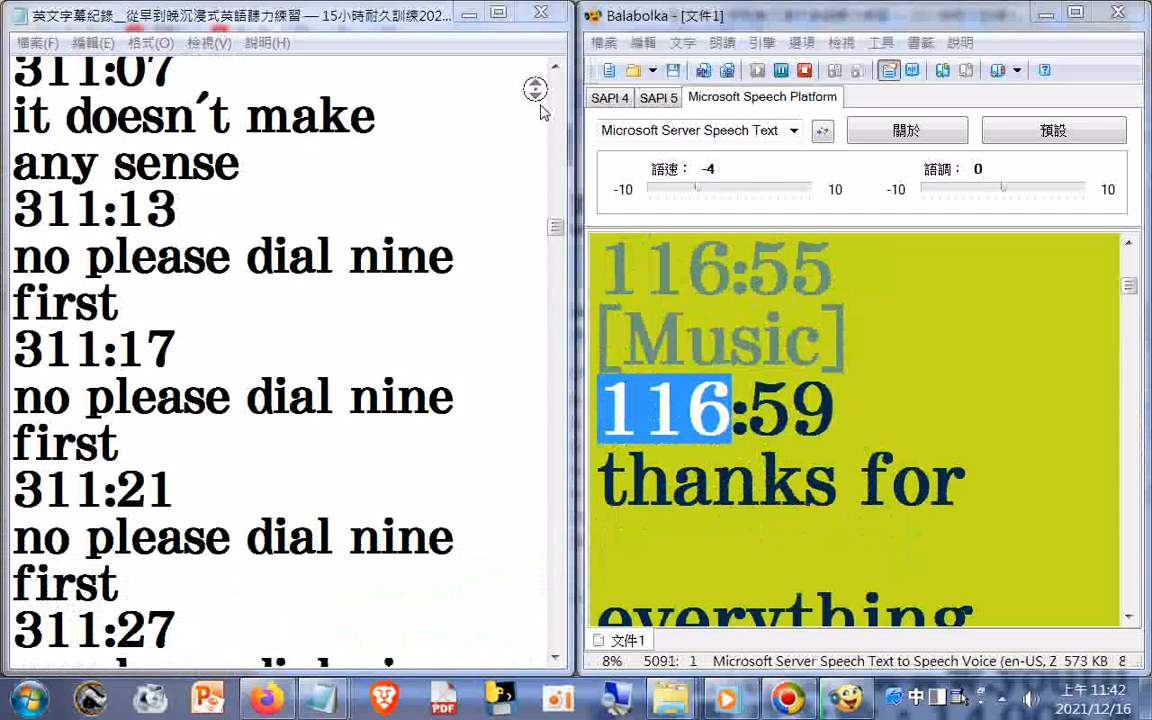 英文字幕紀錄__從早到晚沉浸式英語聽力練習 — 15小時耐久訓練202...
檔案(F) 編輯(E) 格式(O) 檢視(V) 說明(H)
311:07
it doesn't make
any sense
311:13
no please dial nine
first
311:17
no please dial nine
first
311:21
no please dial nine
first
311:27
Balabolka - [文件1]
檔案 編輯 文字 朗讀 引擎 選項 檢視 工具 書籤 說明
SAPI 4 SAPI 5 Microsoft Speech Platform
Microsoft Server Speech Text 關於 預設
語速： -4 語調： 0
-10 10 -10 10
116:55
[Music]
116:59
thanks for
everything
文件1
8% 5091: 1 Microsoft Server Speech Text to Speech Voice (en-US, 2 573 KB 8
PDF 中 上午 11:42
2021/12/16